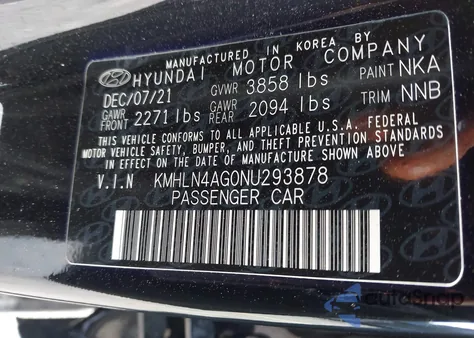 MANUFACTURED IN KOREA BY
HYUNDAI MOTOR COMPANY
DEC/07/21 GVWR 3858 lbs PAINT NKA
GAWR FRONT 2271 lbs GAWR REAR 2094 lbs TRIM NNB
THIS VEHICLE CONFORMS TO ALL APPLICABLE U.S.A. FEDERAL
MOTOR VEHICLE SAFETY, BUMPER, AND THEFT PREVENTION STANDARDS
IN EFFECT ON THE DATE OF MANUFACTURE SHOWN ABOVE.
V.I.N KMHLN4AG0NU293878
PASSENGER CAR
AutoSnap